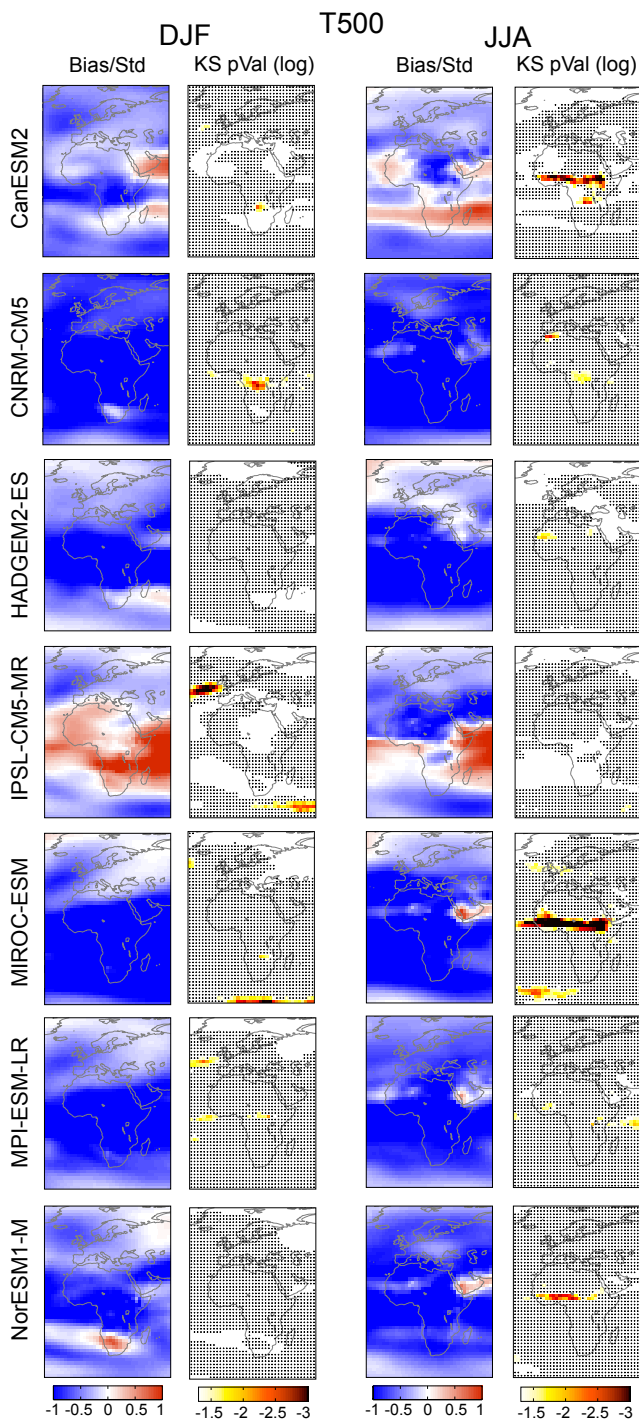 T500
DJF JJA
Bias/Std KS pVal (log) Bias/Std KS pVal (log)
CanESM2
CNRM-CM5
HADGEM2-ES
IPSL-CM5-MR
MIROC-ESM
MPI-ESM-LR
NorESM1-M
-1 -0.5 0 0.5 1 -1.5 -2 -2.5 -3 -1 -0.5 0 0.5 1 -1.5 -2 -2.5 -3